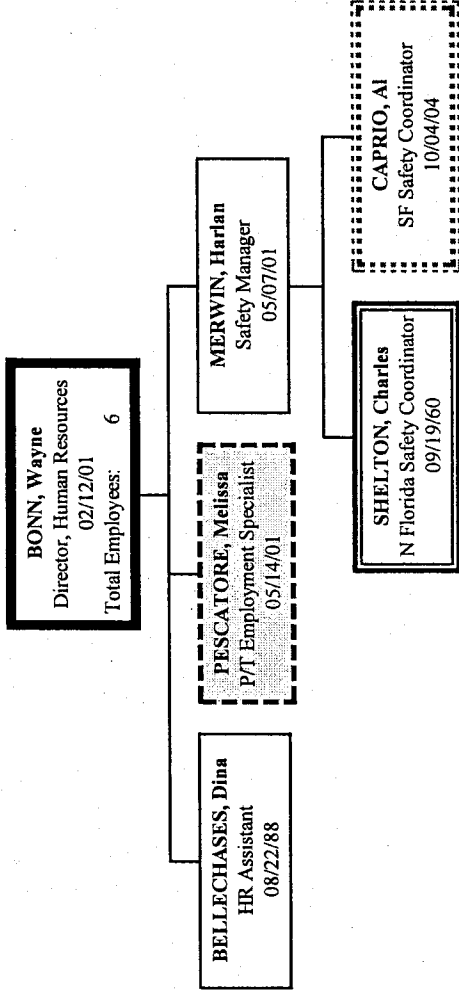 BONN, Wayne
Director, Human Resources
02/12/01
Total Employees: 6
BELLECHASES, Dina
HR Assistant
08/22/88
PESCATORE, Melissa
P/T Employment Specialist
05/14/01
MERWIN, Harlan
Safety Manager
05/07/01
SHELTON, Charles
N Florida Safety Coordinator
09/19/60
CAPRIO, Al
SF Safety Coordinator
10/04/04